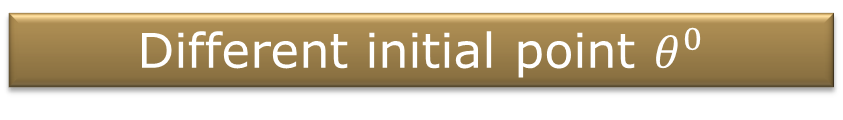 Different initial point θ⁰